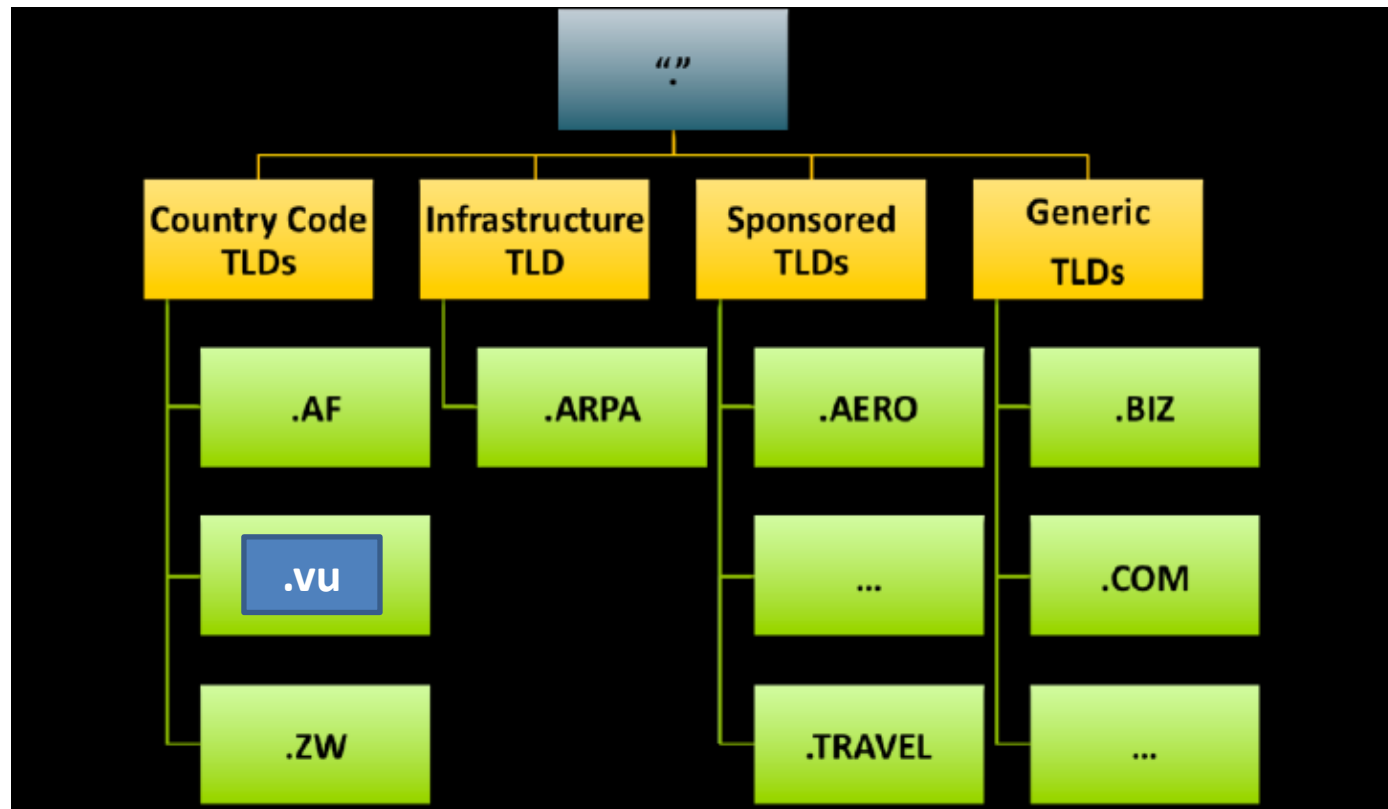 “.”
Country Code
TLDs
Infrastructure
TLD
Sponsored
TLDs
Generic
TLDs
.AF
.ARPA
.AERO
.BIZ
.vu
...
.COM
.ZW
.TRAVEL
...